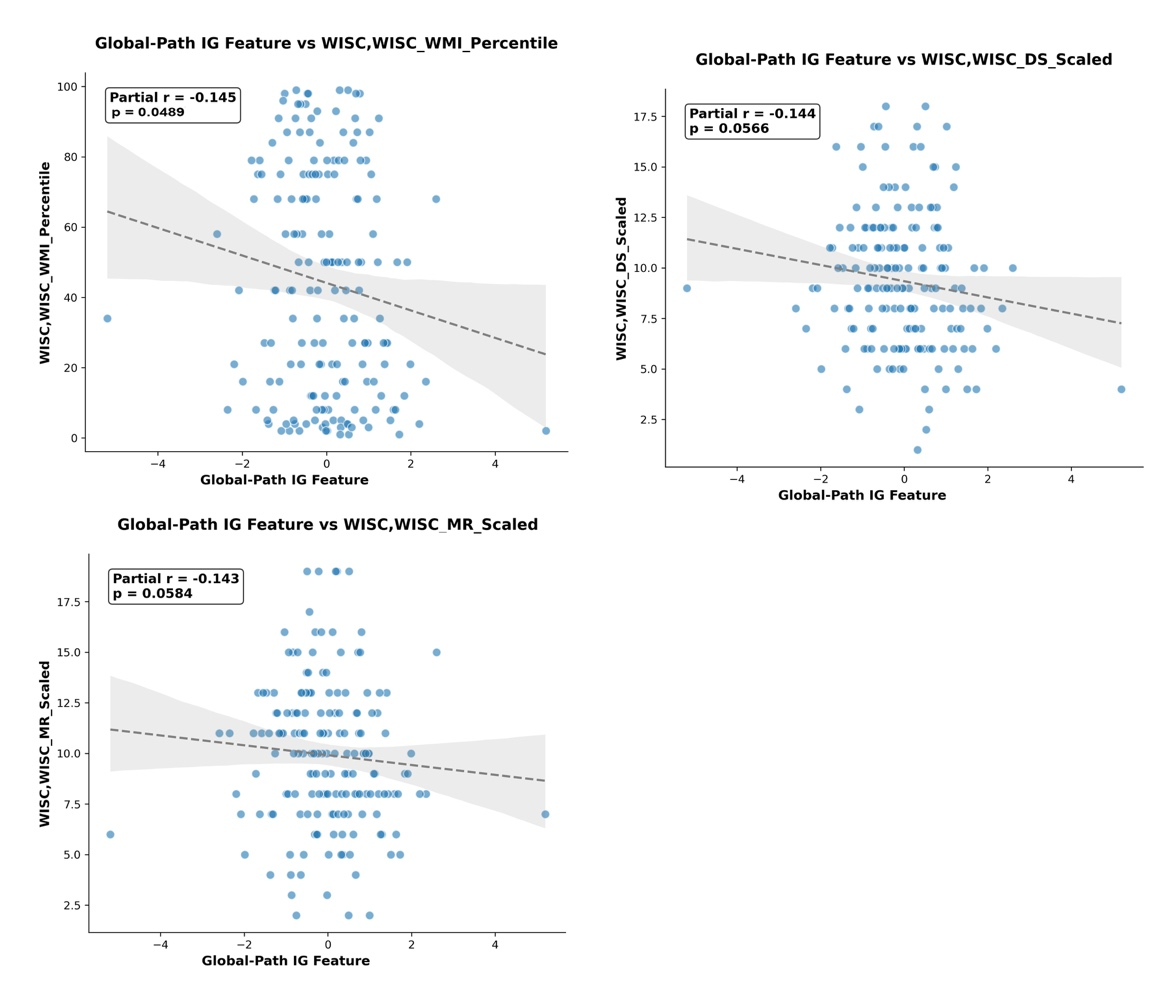 Global-Path IG Feature vs WISC,WISC_WMI_Percentile
Partial r = -0.145
p = 0.0489
100
80
60
40
20
0
WISC,WISC_WMI_Percentile
−4
−2
0
2
4
Global-Path IG Feature
Global-Path IG Feature vs WISC,WISC_DS_Scaled
Partial r = -0.144
p = 0.0566
17.5
15.0
12.5
10.0
7.5
5.0
2.5
WISC,WISC_DS_Scaled
−4
−2
0
2
4
Global-Path IG Feature
Global-Path IG Feature vs WISC,WISC_MR_Scaled
Partial r = -0.143
p = 0.0584
17.5
15.0
12.5
10.0
7.5
5.0
2.5
WISC,WISC_MR_Scaled
−4
−2
0
2
4
Global-Path IG Feature